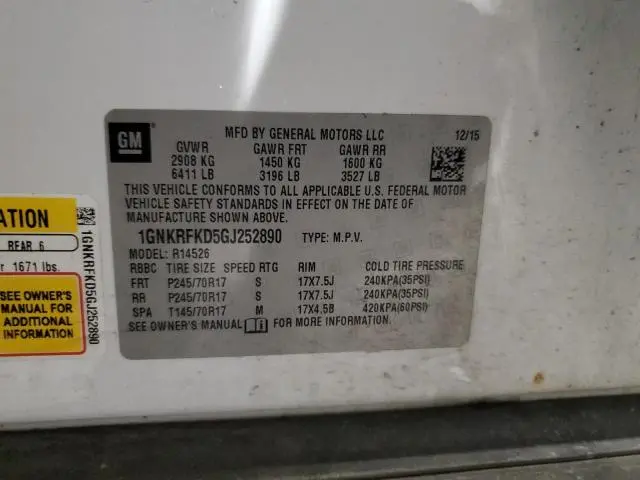 GM
MFD BY GENERAL MOTORS LLC 12/15
GVWR GAWR FRT GAWR RR
2908 KG 1450 KG 1600 KG
6411 LB 3196 LB 3527 LB
THIS VEHICLE CONFORMS TO ALL APPLICABLE U.S. FEDERAL MOTOR
VEHICLE SAFETY STANDARDS IN EFFECT ON THE DATE OF
MANUFACTURE SHOWN ABOVE.
1GNKRFKD5GJ252890 TYPE: M.P.V.
MODEL: R14526
RBBC TIRE SIZE SPEED RTG RIM COLD TIRE PRESSURE
FRT P245/70R17 S 17X7.5J 240KPA(35PSI)
RR P245/70R17 S 17X7.5J 240KPA(35PSI)
SPA T145/70R17 M 17X4.5B 420KPA(60PSI)
SEE OWNER'S MANUAL FOR MORE INFORMATION.
ATION
REAR 6
r 1671 lbs.
SEE OWNER'S
MANUAL FOR
ADDITIONAL
INFORMATION
1GNKRFKD5GJ252890